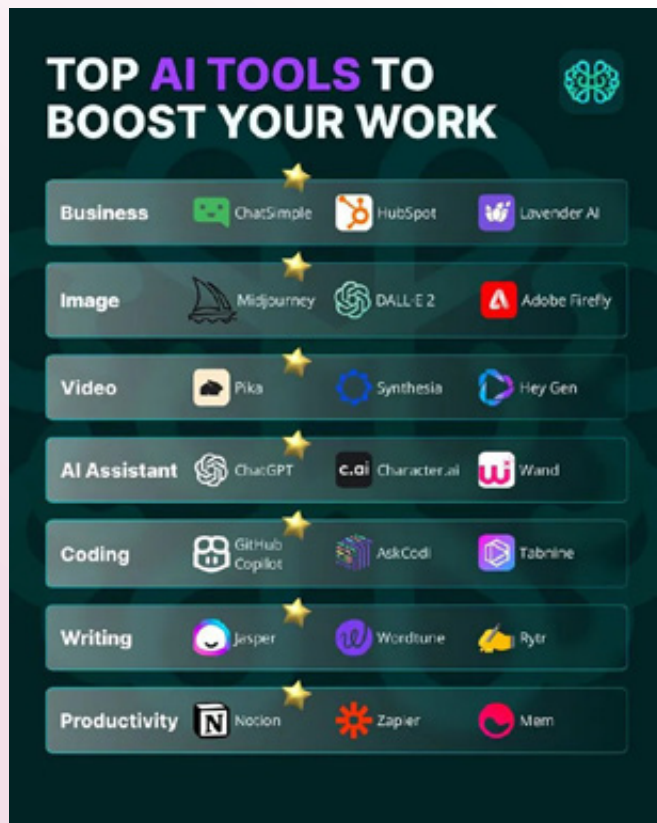 TOP AI TOOLS TO
BOOST YOUR WORK
Business ChatSimple HubSpot Lavender AI
Image Midjourney DALL·E 2 Adobe Firefly
Video Pika Synthesia Hey Gen
AI Assistant ChatGPT c.ai Character.ai wi Wand
Coding GitHub Copilot AskCodi Tabnine
Writing Jasper Wordtune Rytr
Productivity N Notion Zapier Mem